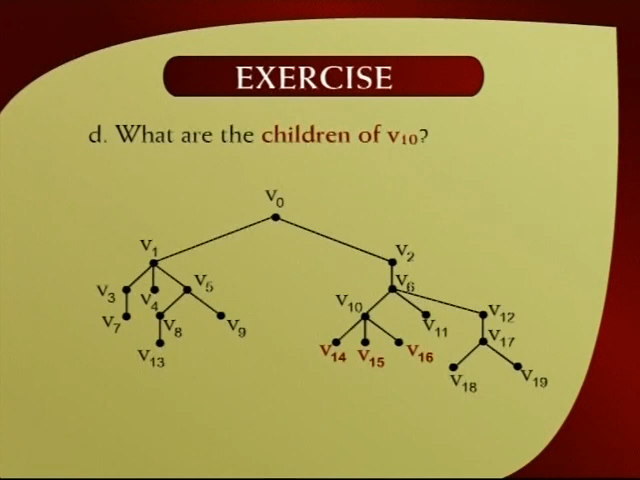 EXERCISE
d. What are the children of v₁₀?
V₀
V₁
V₂
V₃
V₄
V₅
V₆
V₇
V₈
V₉
V₁₀
V₁₁
V₁₂
V₁₃
V₁₄
V₁₅
V₁₆
V₁₇
V₁₈
V₁₉